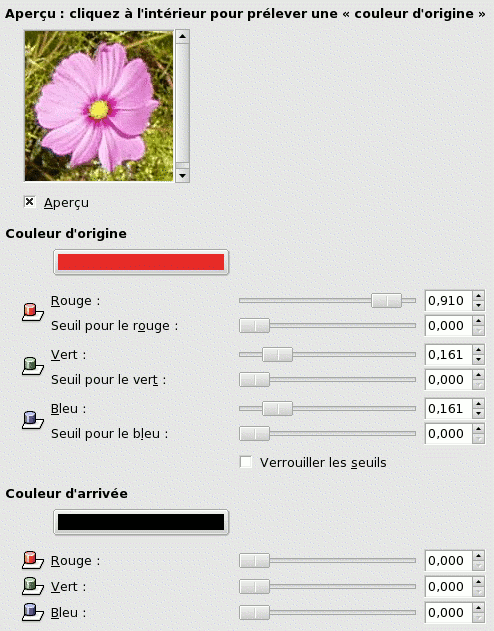 Aperçu : cliquez à l'intérieur pour prélever une « couleur d'origine »
Aperçu
Couleur d'origine
Rouge : 0,910
Seuil pour le rouge : 0,000
Vert : 0,161
Seuil pour le vert : 0,000
Bleu : 0,161
Seuil pour le bleu : 0,000
Verrouiller les seuils
Couleur d'arrivée
Rouge : 0,000
Vert : 0,000
Bleu : 0,000